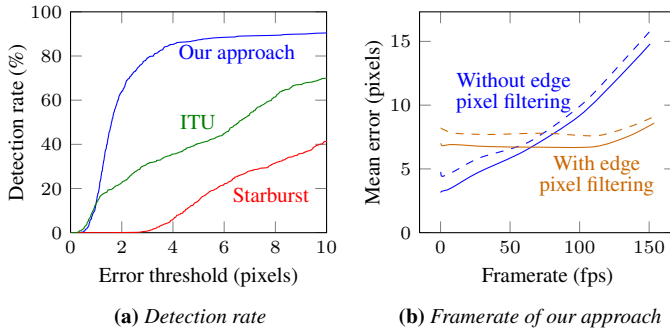 Detection rate (%)
100
80
60
40
20
0
Our approach
ITU
Starburst
0 2 4 6 8 10
Error threshold (pixels)
(a) Detection rate
Mean error (pixels)
15
10
5
0
Without edge
pixel filtering
With edge
pixel filtering
0 50 100 150
Framerate (fps)
(b) Framerate of our approach